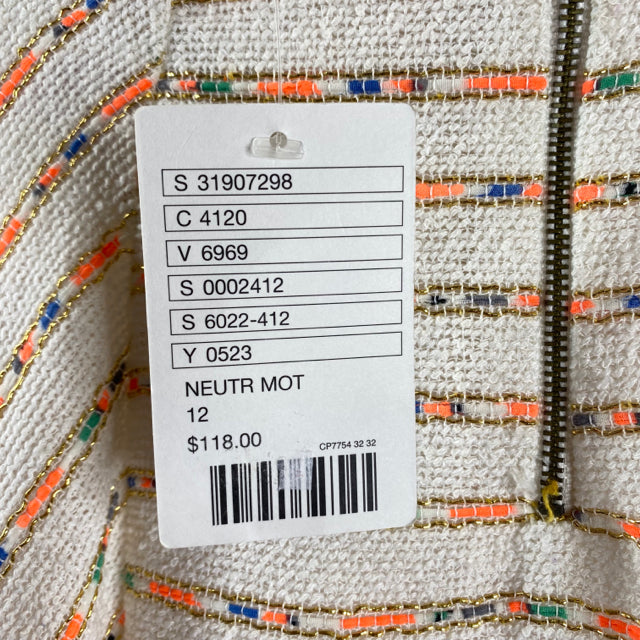 S 31907298
C 4120
V 6969
S 0002412
S 6022-412
Y 0523
NEUTR MOT
12
$118.00
CP7754 32 32